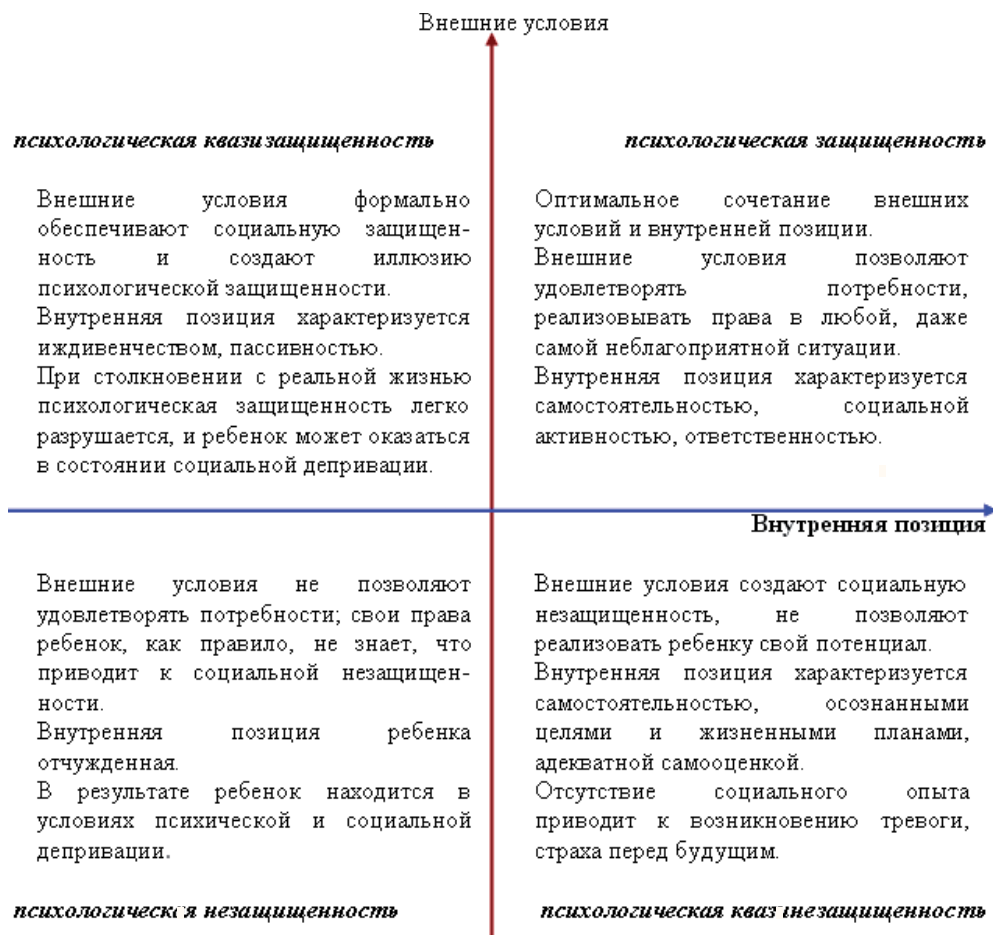 Внешние условия
психологическая квазизащищенность
Внешние условия формально
обеспечивают социальную защищен-
ность и создают иллюзию
психологической защищенности.
Внутренняя позиция характеризуется
иждивенчеством, пассивностью.
При столкновении с реальной жизнью
психологическая защищенность легко
разрушается, и ребенок может оказаться
в состоянии социальной депривации.
психологическая защищенность
Оптимальное сочетание внешних
условий и внутренней позиции.
Внешние условия позволяют
удовлетворять потребности,
реализовывать права в любой, даже
самой неблагоприятной ситуации.
Внутренняя позиция характеризуется
самостоятельностью, социальной
активностью, ответственностью.
Внутренняя позиция
Внешние условия не позволяют
удовлетворять потребности; свои права
ребенок, как правило, не знает, что
приводит к социальной незащищен-
ности.
Внутренняя позиция ребенка
отчужденная.
В результате ребенок находится в
условиях психической и социальной
депривации.
психологическая незащищенность
Внешние условия создают социальную
незащищенность, не позволяют
реализовать ребенку свой потенциал.
Внутренняя позиция характеризуется
самостоятельностью, осознанными
целями и жизненными планами,
адекватной самооценкой.
Отсутствие социального опыта
приводит к возникновению тревоги,
страха перед будущим.
психологическая квазинезащищенность